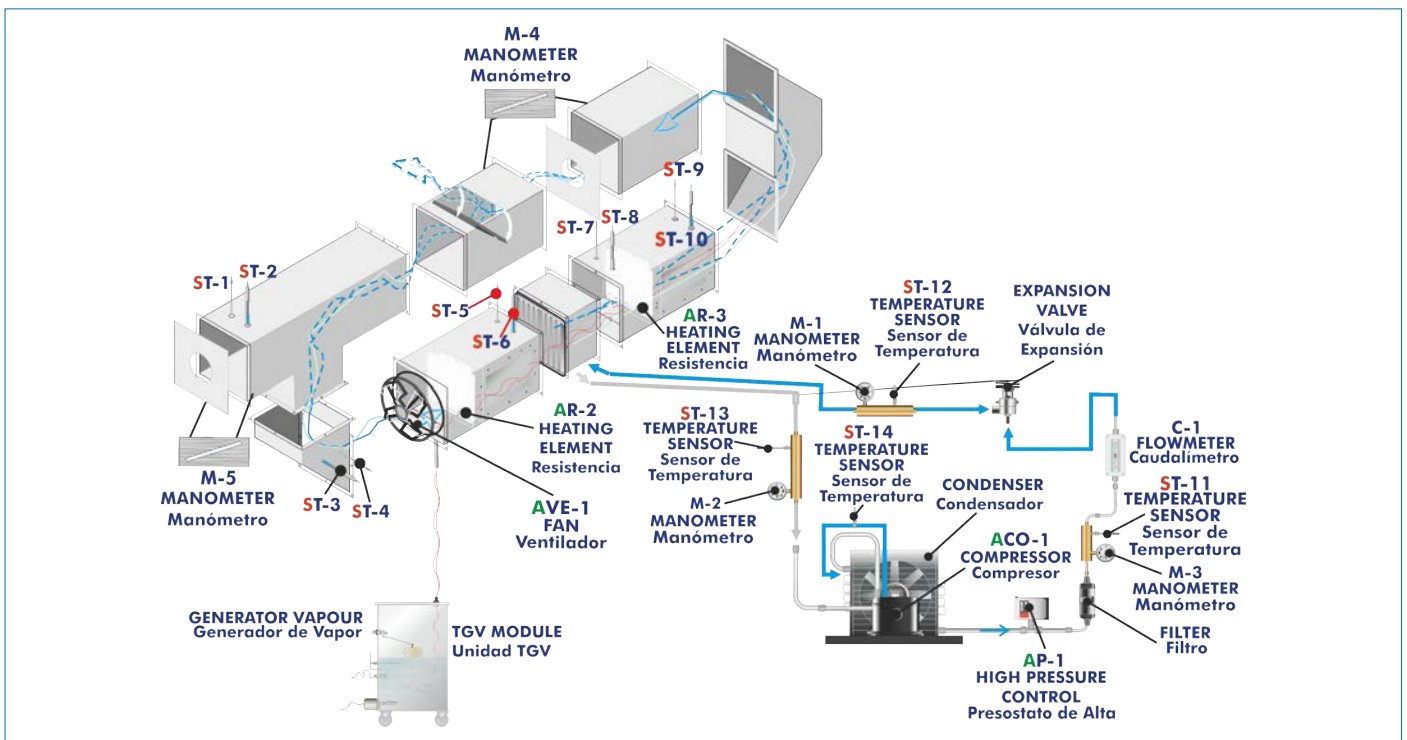 M-4
MANOMETER
Manómetro
ST-9
ST-8
ST-7
ST-10
ST-2
ST-1
ST-5
ST-6
AR-3
HEATING
ELEMENT
Resistencia
M-1
MANOMETER
Manómetro
ST-12
TEMPERATURE
SENSOR
Sensor de
Temperatura
EXPANSION
VALVE
Válvula de
Expansión
AR-2
HEATING
ELEMENT
Resistencia
ST-13
TEMPERATURE
SENSOR
Sensor de
Temperatura
ST-14
TEMPERATURE
SENSOR
Sensor de
Temperatura
C-1
FLOWMETER
Caudalímetro
M-5
MANOMETER
Manómetro
ST-3
ST-4
AVE-1
FAN
Ventilador
M-2
MANOMETER
Manómetro
CONDENSER
Condensador
ACO-1
COMPRESSOR
Compresor
ST-11
TEMPERATURE
SENSOR
Sensor de
Temperatura
M-3
MANOMETER
Manómetro
FILTER
Filtro
GENERATOR VAPOUR
Generador de Vapor
TGV MODULE
Unidad TGV
AP-1
HIGH PRESSURE
CONTROL
Presostato de Alta